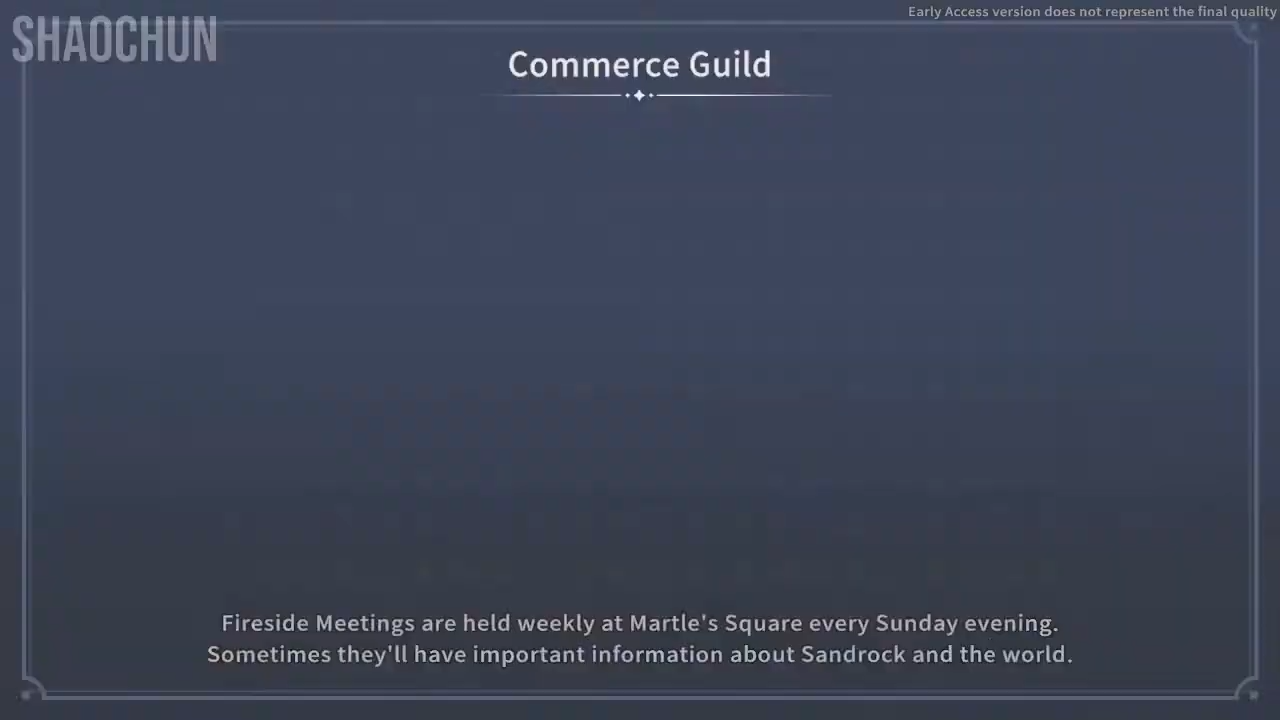 Early Access version does not represent the final quality
SHAOCHUN
Commerce Guild
Fireside Meetings are held weekly at Martle's Square every Sunday evening.
Sometimes they'll have important information about Sandrock and the world.